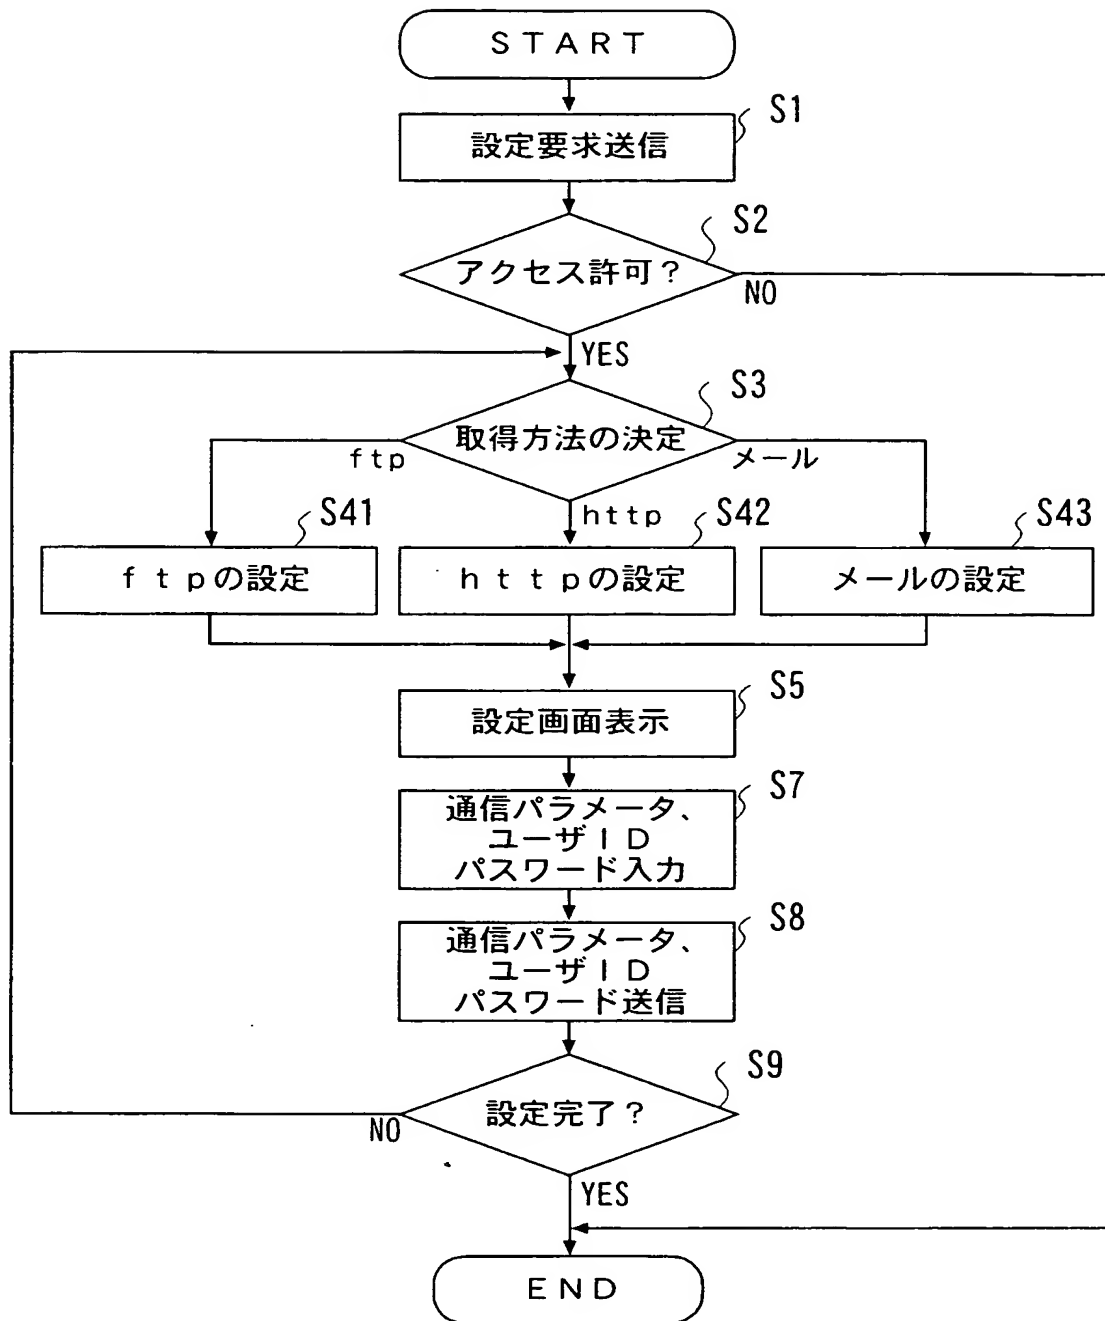 START
S1
設定要求送信
S2
アクセス許可?
NO
YES
S3
取得方法の決定
ftp
メール
http
S41
S42
S43
ftpの設定
httpの設定
メールの設定
S5
設定画面表示
S7
通信パラメータ、
ユーザID
パスワード入力
S8
通信パラメータ、
ユーザID
パスワード送信
S9
設定完了?
NO
YES
END